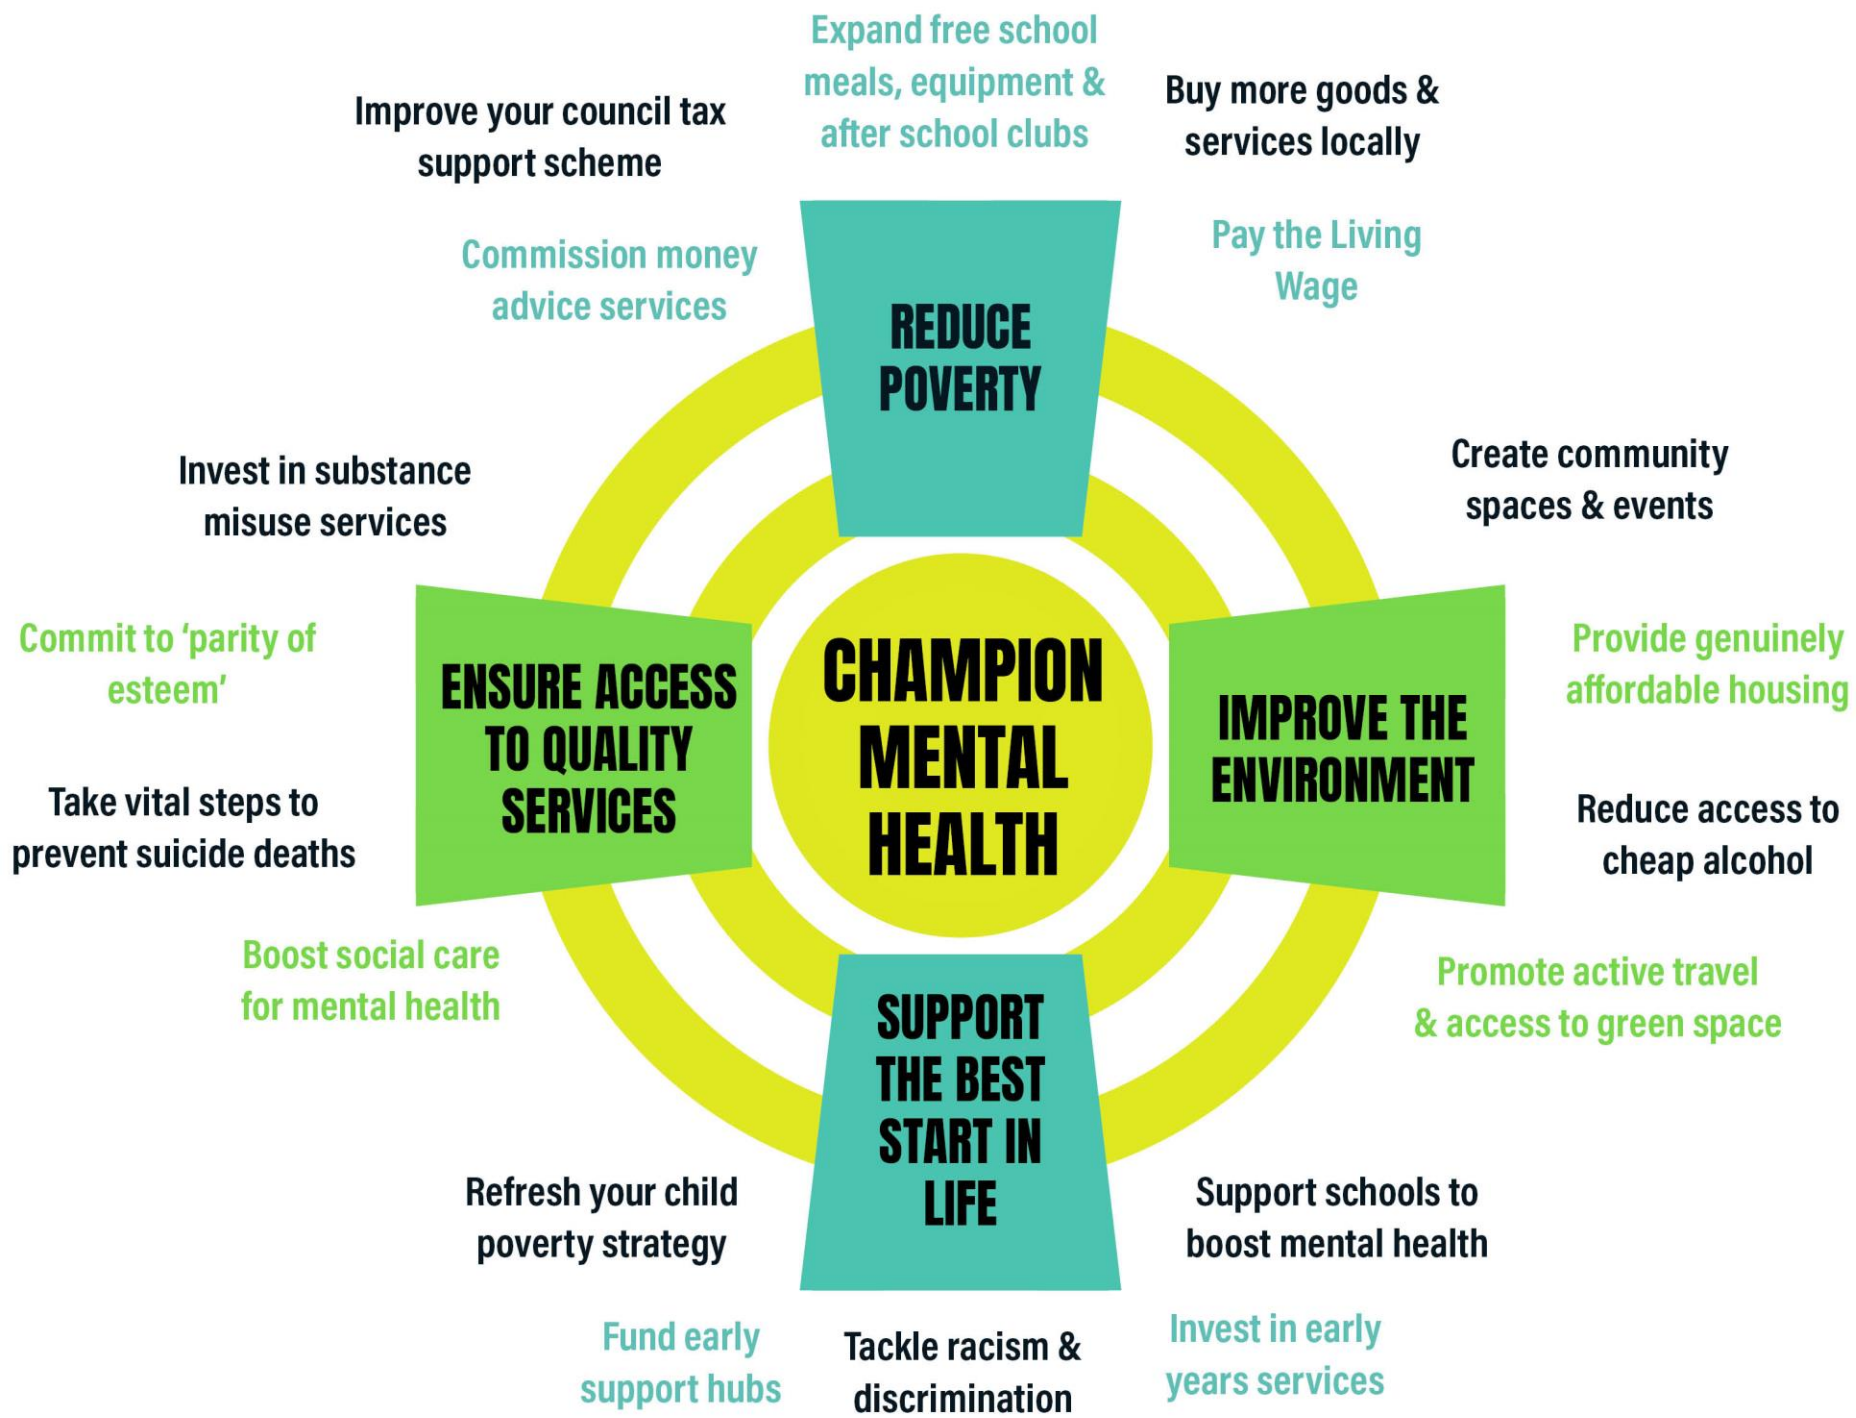 Expand free school
meals, equipment &
after school clubs
Improve your council tax
support scheme
Buy more goods &
services locally
Commission money
advice services
Pay the Living
Wage
REDUCE
POVERTY
Invest in substance
misuse services
Create community
spaces & events
Commit to ‘parity of
esteem’
ENSURE ACCESS
TO QUALITY
SERVICES
CHAMPION
MENTAL
HEALTH
IMPROVE THE
ENVIRONMENT
Provide genuinely
affordable housing
Take vital steps to
prevent suicide deaths
Reduce access to
cheap alcohol
Boost social care
for mental health
Promote active travel
& access to green space
SUPPORT
THE BEST
START IN
LIFE
Refresh your child
poverty strategy
Support schools to
boost mental health
Fund early
support hubs
Tackle racism &
discrimination
Invest in early
years services